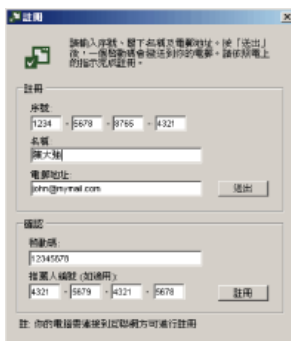 註冊
請輸入序號、留下名稱及電郵地址。按「送出」
後，一個啟動碼會發送到你的電郵。請依照電上
的指示完成註冊。
註冊
序號:
1234 - 5678 - 8765 - 4321
名稱
陳大強
電郵地址:
john@mymail.com
送出
確認
啟動碼:
12345678
推薦人編號 (如適用):
4321 - 5679 - 4321 - 5678
註冊
註: 你的電腦需連接到互聯網方可進行註冊